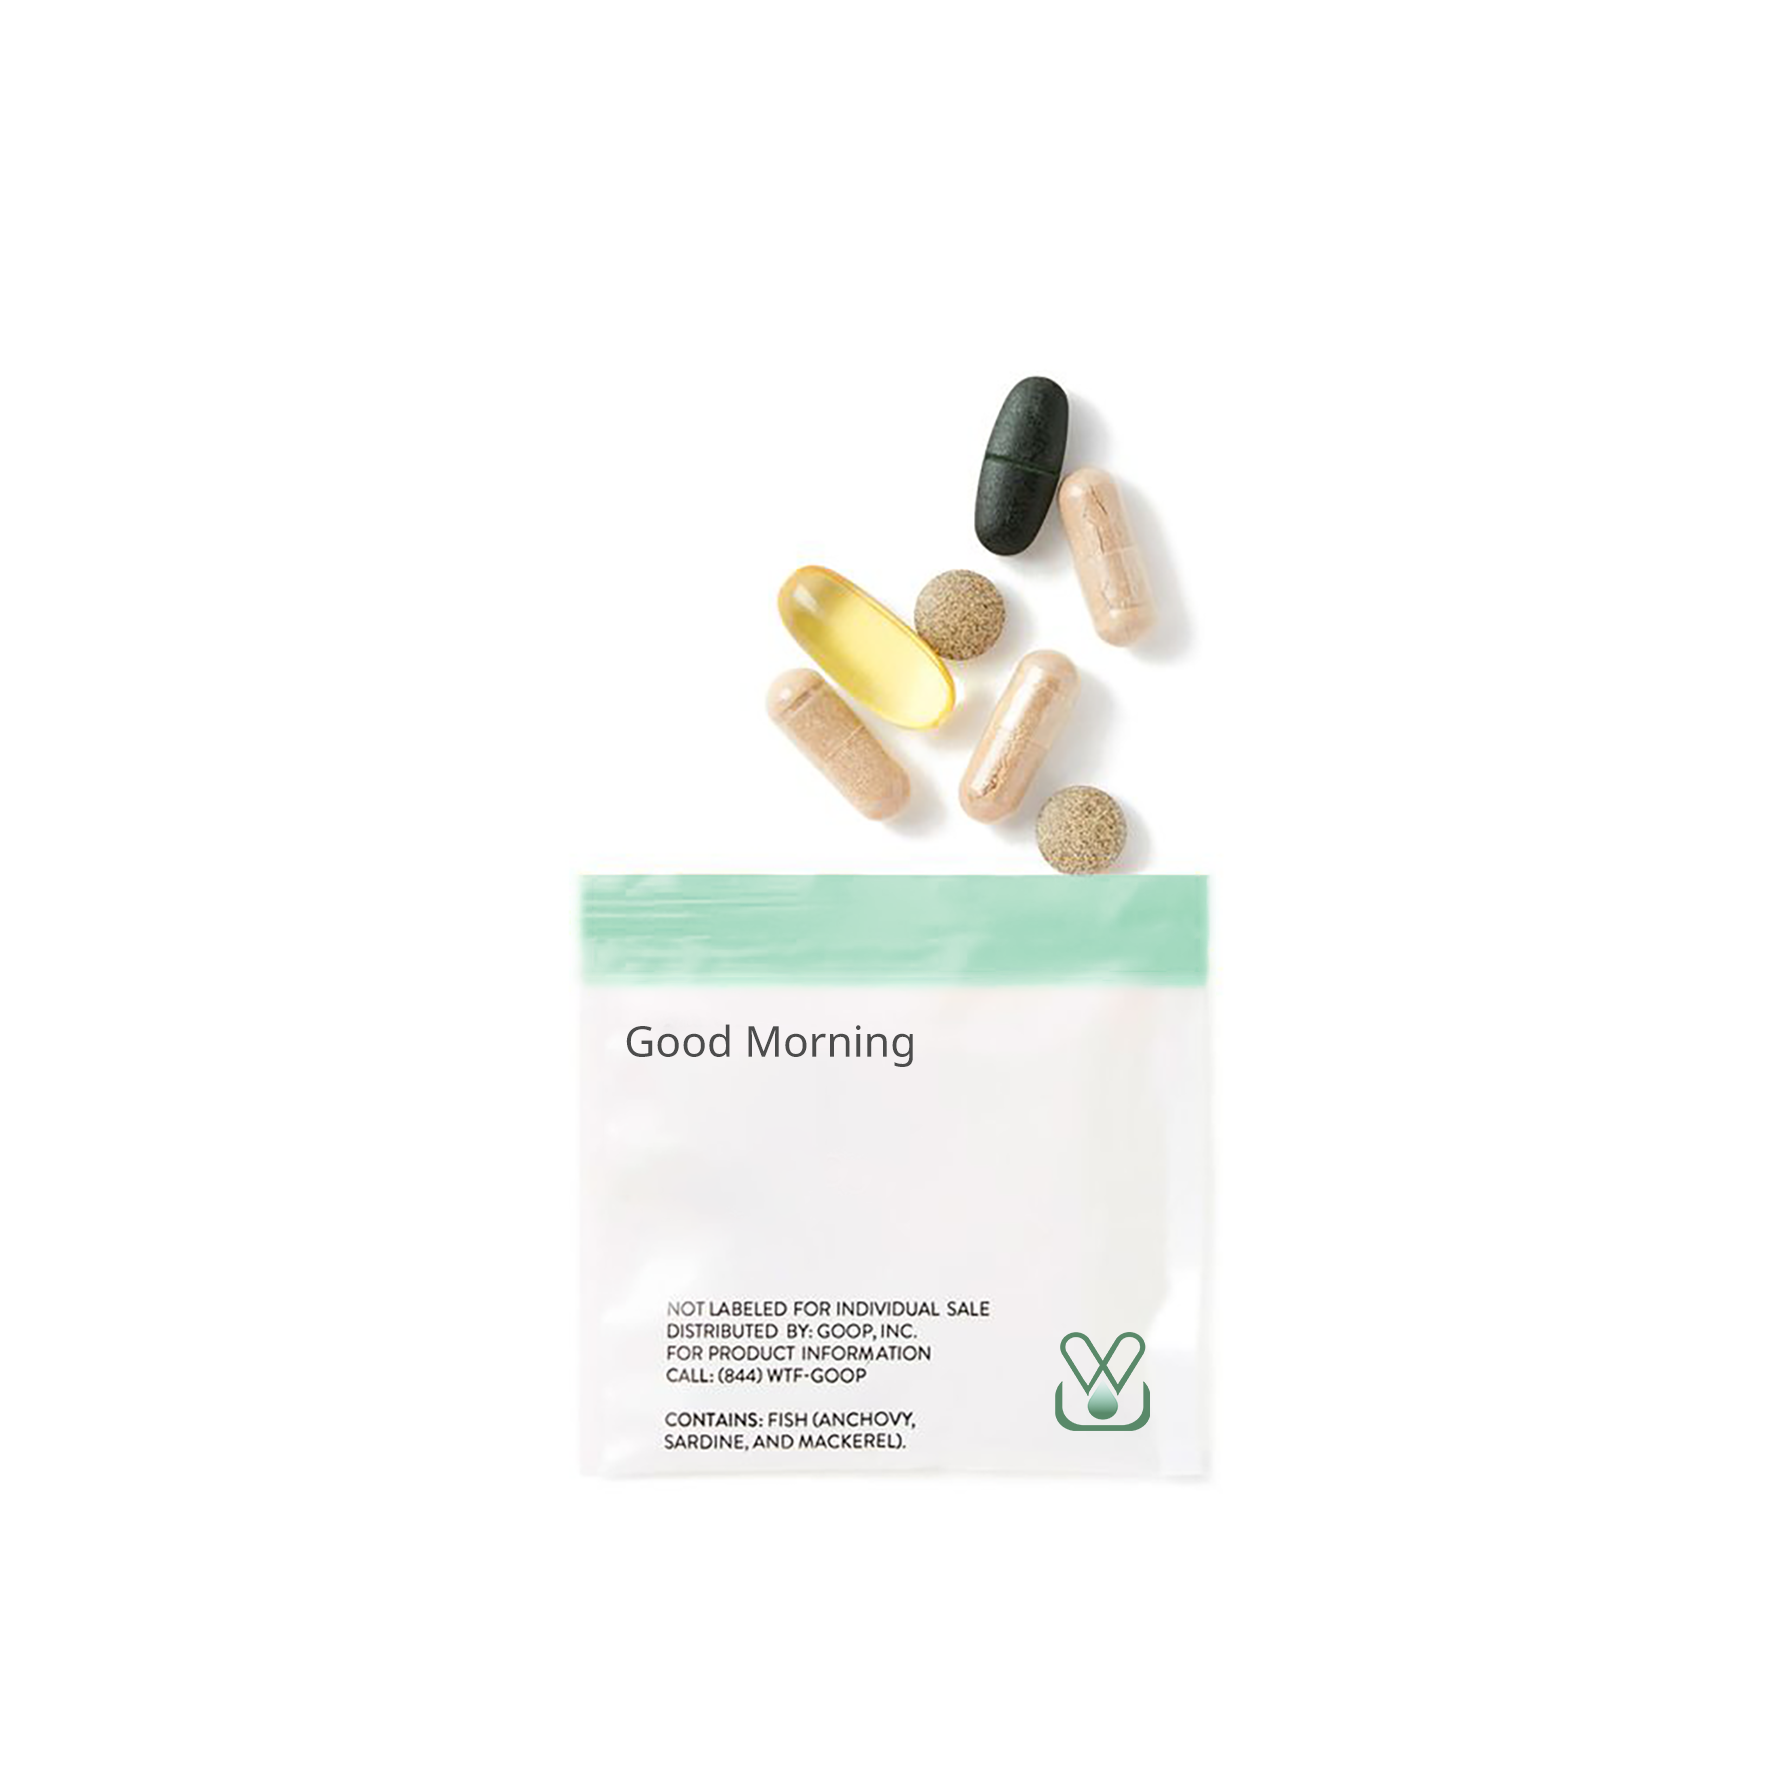 Good Morning
NOT LABELED FOR INDIVIDUAL SALE
DISTRIBUTED BY: GOOP, INC.
FOR PRODUCT INFORMATION
CALL: (844) WTF-GOOP
CONTAINS: FISH (ANCHOVY,
SARDINE, AND MACKEREL).